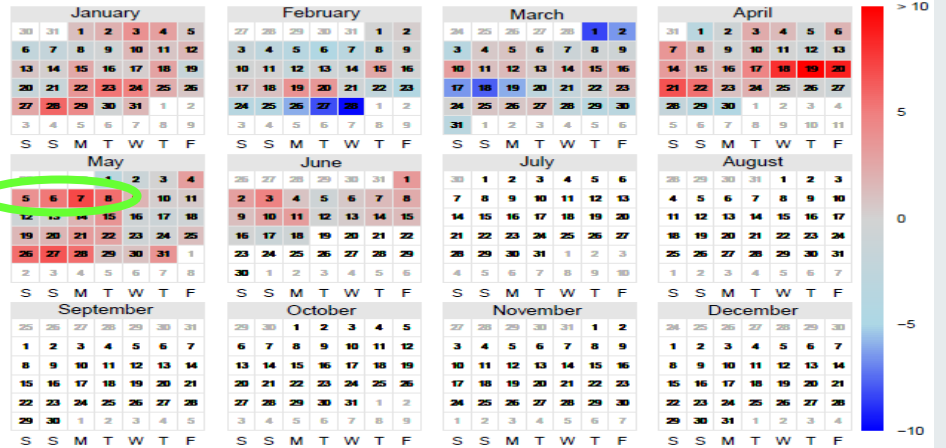 January
30 31 1 2 3 4 5
6 7 8 9 10 11 12
13 14 15 16 17 18 19
20 21 22 23 24 25 26
27 28 29 30 31 1 2
3 4 5 6 7 8 9
S S M T W T F
February
27 28 29 30 31 1 2
3 4 5 6 7 8 9
10 11 12 13 14 15 16
17 18 19 20 21 22 23
24 25 26 27 28 1 2
3 4 5 6 7 8 9
S S M T W T F
March
24 25 26 27 28 1 2
3 4 5 6 7 8 9
10 11 12 13 14 15 16
17 18 19 20 21 22 23
24 25 26 27 28 29 30
31 1 2 3 4 5 6
S S M T W T F
April
31 1 2 3 4 5 6
7 8 9 10 11 12 13
14 15 16 17 18 19 20
21 22 23 24 25 26 27
28 29 30 1 2 3 4
5 6 7 8 9 10 11
S S M T W T F
May
1 2 3 4
5 6 7 8 10 11
12 13 14 15 16 17 18
19 20 21 22 23 24 25
26 27 28 29 30 31 1
2 3 4 5 6 7 8
S S M T W T F
June
26 27 28 29 30 31 1
2 3 4 5 6 7 8
9 10 11 12 13 14 15
16 17 18 19 20 21 22
23 24 25 26 27 28 29
30 1 2 3 4 5 6
S S M T W T F
July
30 1 2 3 4 5 6
7 8 9 10 11 12 13
14 15 16 17 18 19 20
21 22 23 24 25 26 27
28 29 30 31 1 2 3
4 5 6 7 8 9 10
S S M T W T F
August
28 29 30 31 1 2 3
4 5 6 7 8 9 10
11 12 13 14 15 16 17
18 19 20 21 22 23 24
25 26 27 28 29 30 31
1 2 3 4 5 6 7
S S M T W T F
September
25 26 27 28 29 30 31
1 2 3 4 5 6 7
8 9 10 11 12 13 14
15 16 17 18 19 20 21
22 23 24 25 26 27 28
29 30 1 2 3 4 5
S S M T W T F
October
29 30 1 2 3 4 5
6 7 8 9 10 11 12
13 14 15 16 17 18 19
20 21 22 23 24 25 26
27 28 29 30 31 1 2
3 4 5 6 7 8 9
S S M T W T F
November
27 28 29 30 31 1 2
3 4 5 6 7 8 9
10 11 12 13 14 15 16
17 18 19 20 21 22 23
24 25 26 27 28 29 30
1 2 3 4 5 6 7
S S M T W T F
December
24 25 26 27 28 29 30
1 2 3 4 5 6 7
8 9 10 11 12 13 14
15 16 17 18 19 20 21
22 23 24 25 26 27 28
29 30 31 1 2 3 4
S S M T W T F
> 10
5
0
−5
−10